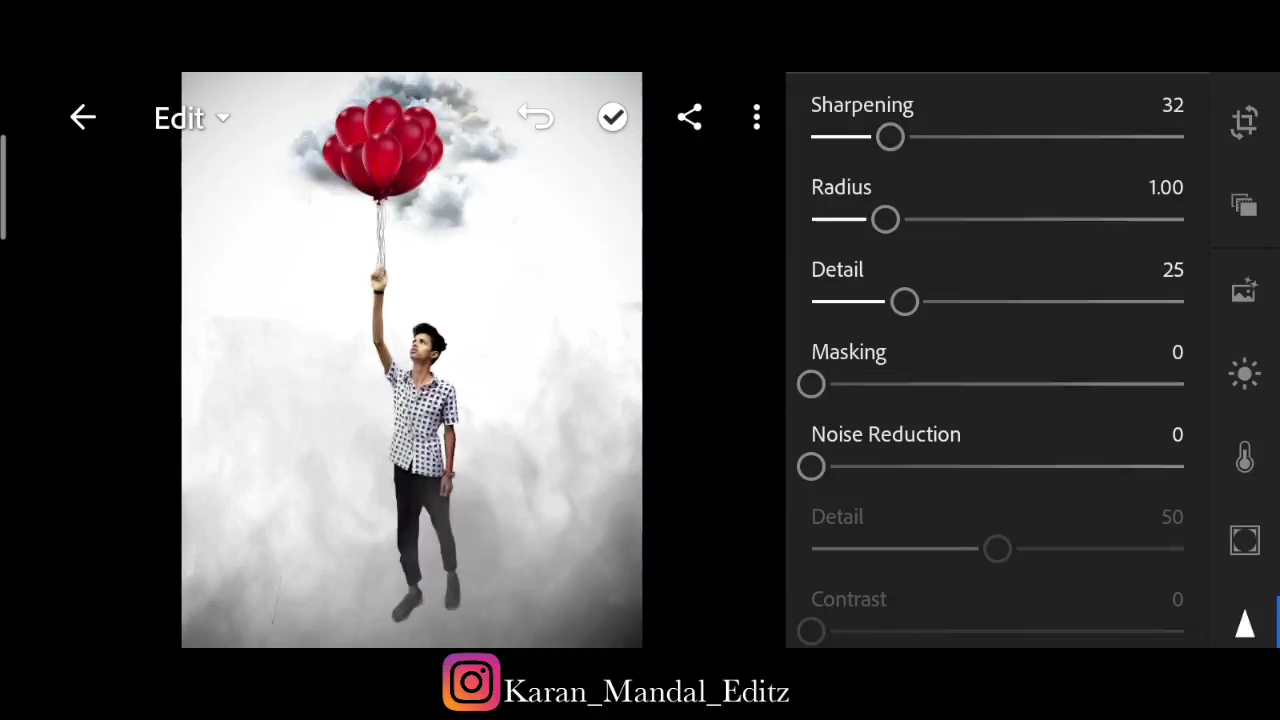 Edit
Sharpening 32
Radius 1.00
Detail 25
Masking 0
Noise Reduction 0
Detail 50
Contrast 0
Karan_Mandal_Editz